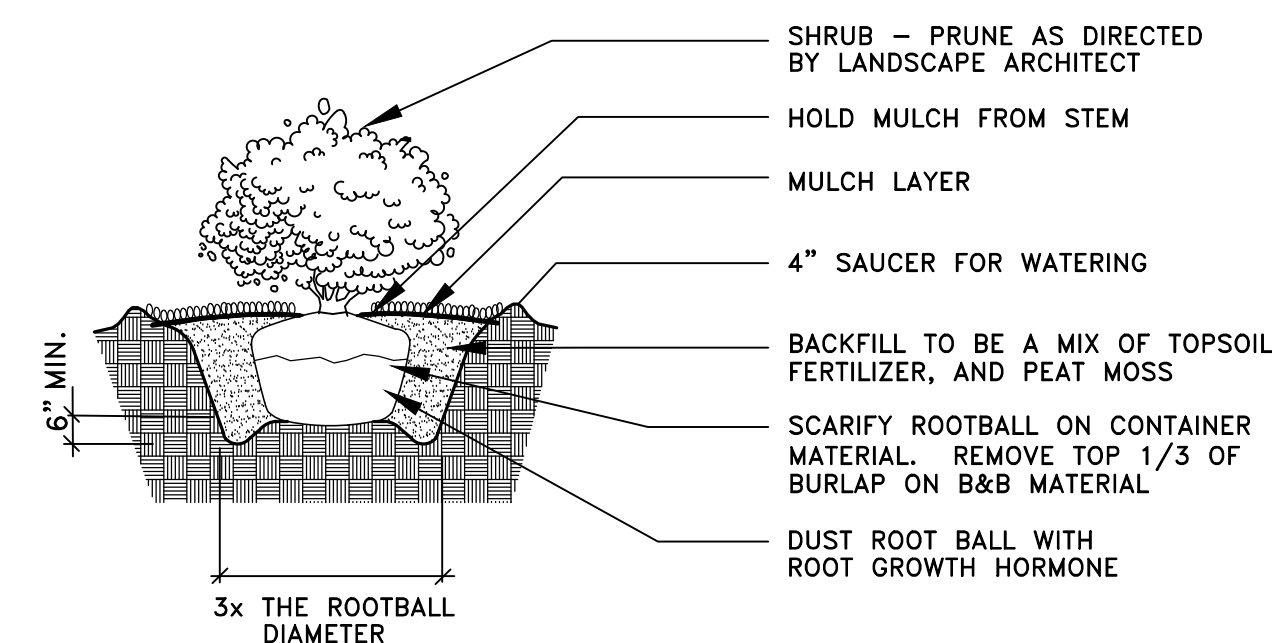 SHRUB – PRUNE AS DIRECTED
BY LANDSCAPE ARCHITECT
HOLD MULCH FROM STEM
MULCH LAYER
4" SAUCER FOR WATERING
BACKFILL TO BE A MIX OF TOPSOIL
FERTILIZER, AND PEAT MOSS
SCARIFY ROOTBALL ON CONTAINER
MATERIAL. REMOVE TOP 1/3 OF
BURLAP ON B&B MATERIAL
DUST ROOT BALL WITH
ROOT GROWTH HORMONE
6" MIN.
3x THE ROOTBALL
DIAMETER